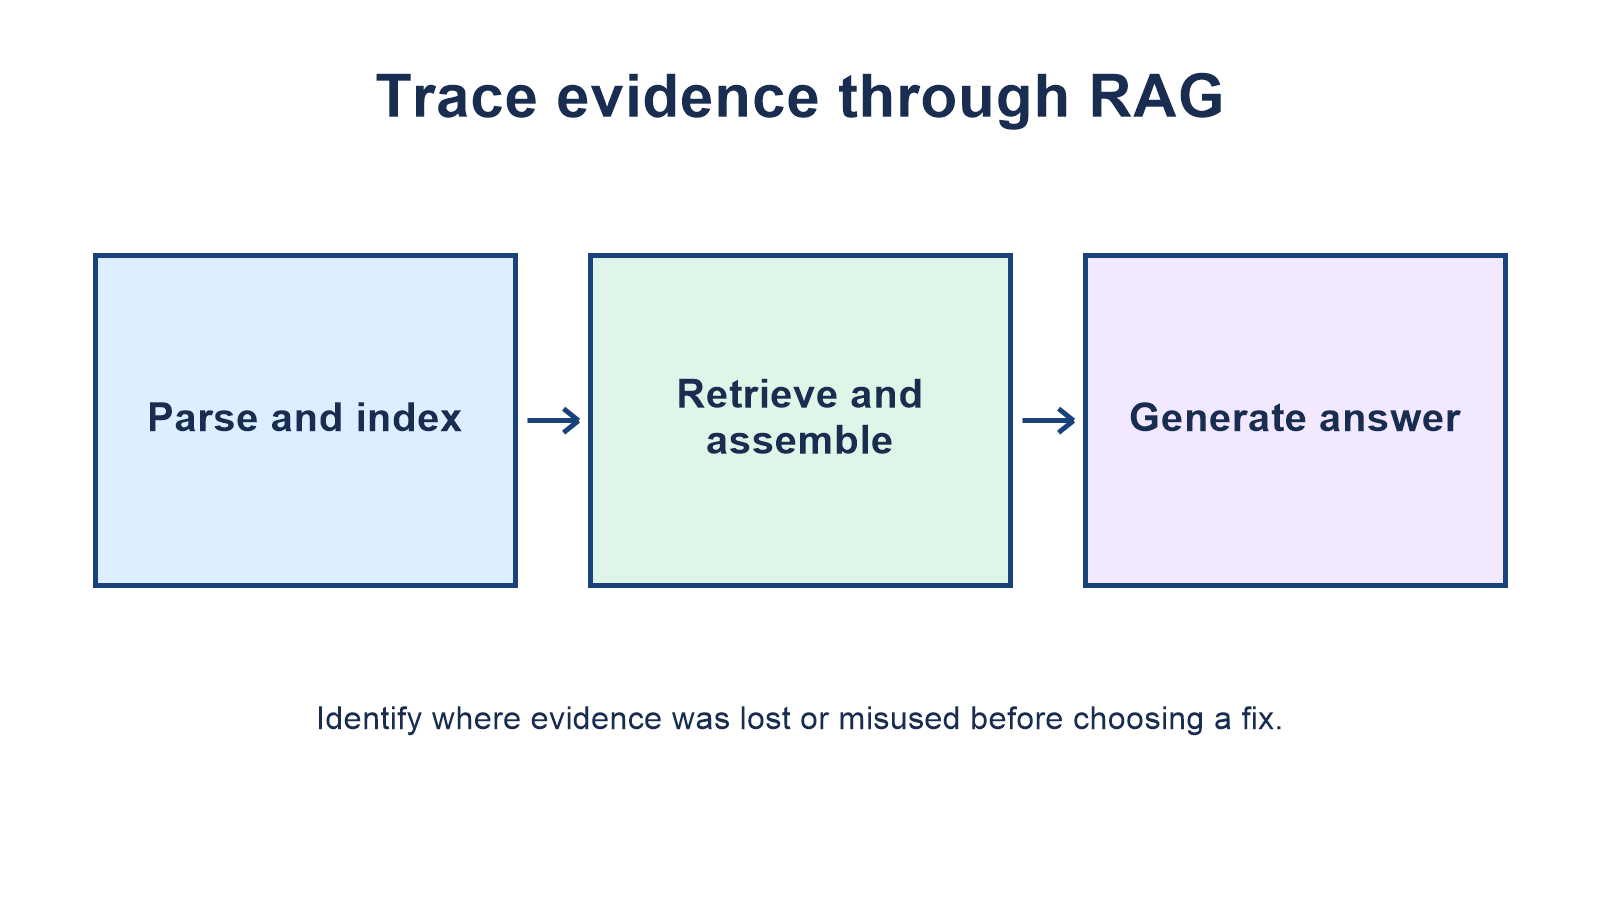 Trace evidence through RAG
Parse and index
Retrieve and
assemble
Generate answer
Identify where evidence was lost or misused before choosing a fix.